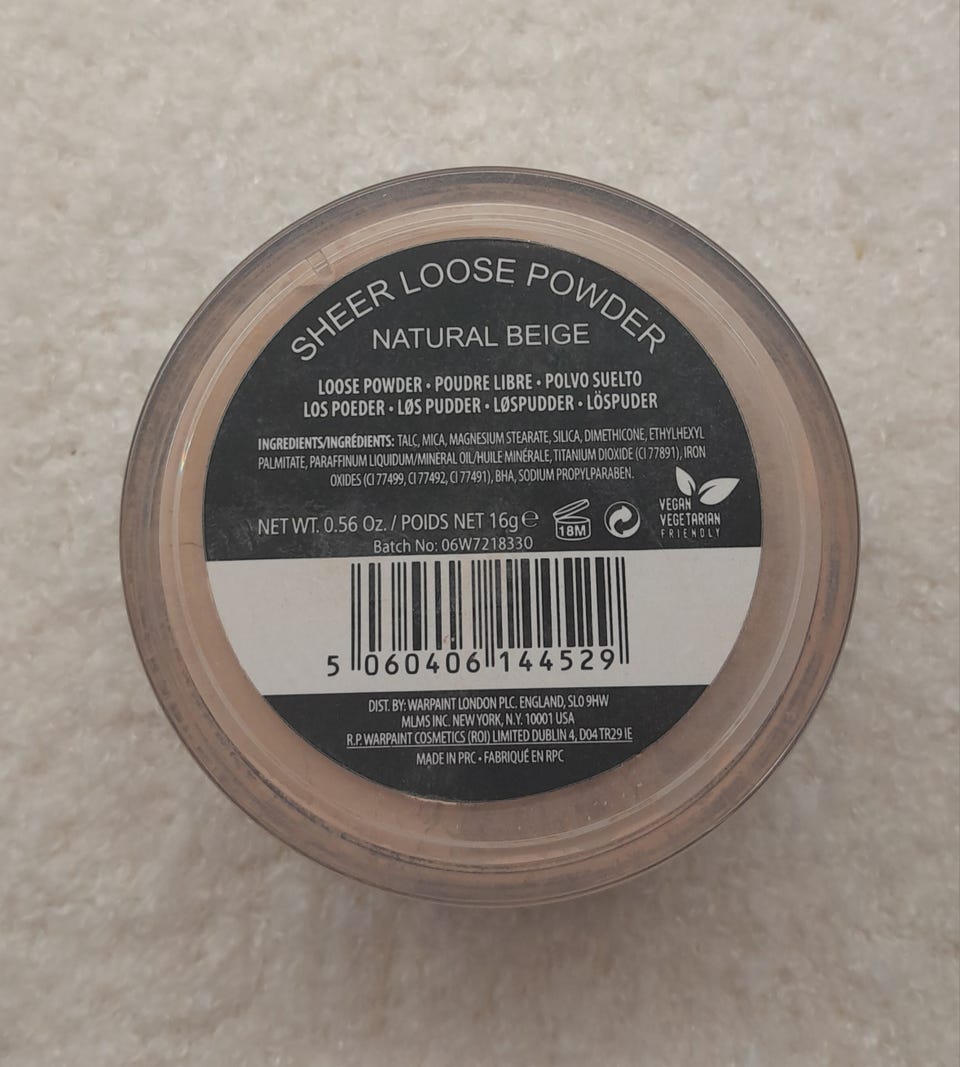 SHEER LOOSE POWDER
NATURAL BEIGE
LOOSE POWDER • POUDRE LIBRE • POLVO SUELTO
LOS POEDER • LØS PUDDER • LØSPUDDER • LÖSPUDER
INGREDIENTS/INGRÉDIENTS: TALC, MICA, MAGNESIUM STEARATE, SILICA, DIMETHICONE, ETHYLHEXYL
PALMITATE, PARAFFINUM LIQUIDUM/MINERAL OIL/HUILE MINÉRALE, TITANIUM DIOXIDE (CI 77891), IRON
OXIDES (CI 77499, CI 77492, CI 77491), BHA, SODIUM PROPYLPARABEN.
NET WT. 0.56 Oz. / POIDS NET 16g ℮
18M
VEGAN
VEGETARIAN
FRIENDLY
Batch No: 06W7218330
5 060406 144529
DIST. BY: WARPAINT LONDON PLC. ENGLAND, SL0 9HW
MLMS INC. NEW YORK, N.Y. 10001 USA
R.P. WARPAINT COSMETICS (ROI) LIMITED DUBLIN 4, D04 TR29 IE
MADE IN PRC • FABRIQUÉ EN RPC